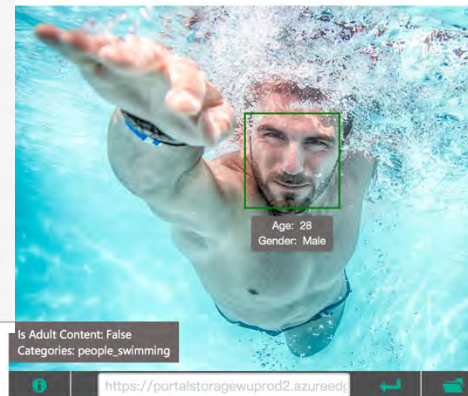 Age: 28
Gender: Male
Is Adult Content: False
Categories: people_swimming
https://portalstoragewuprod2.azureedg